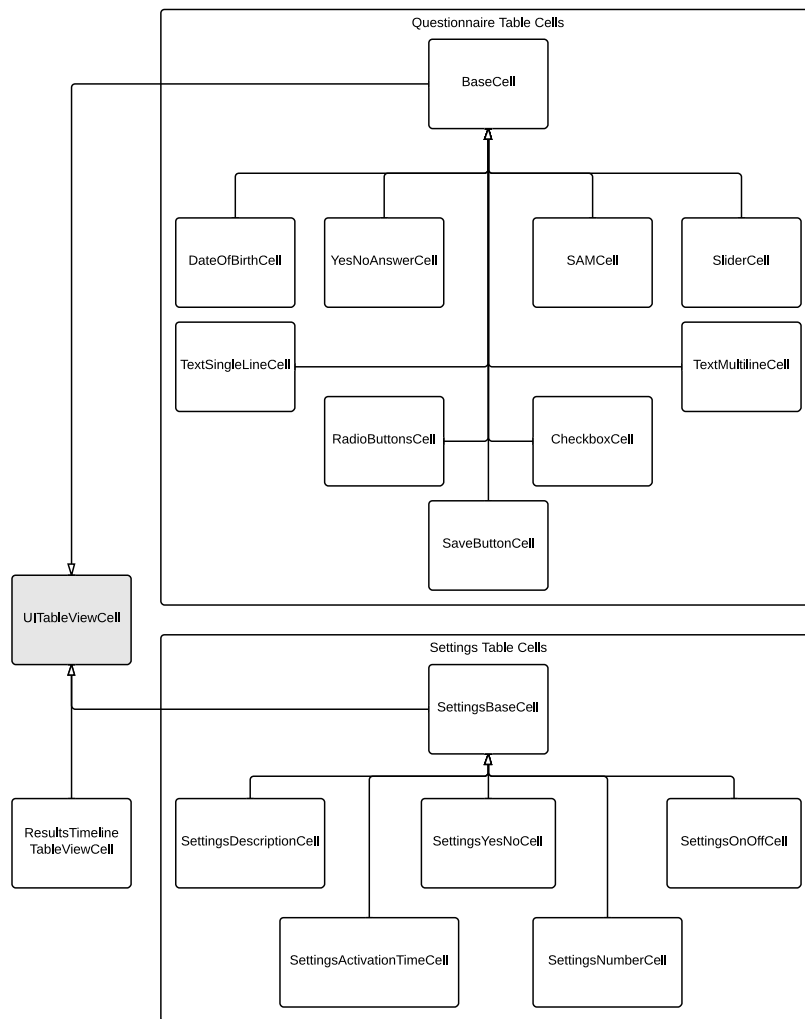 Questionnaire Table Cells
BaseCell
DateOfBirthCell
YesNoAnswerCell
SAMCell
SliderCell
TextSingleLineCell
TextMultilineCell
RadioButtonsCell
CheckboxCell
SaveButtonCell
UITableViewCell
Settings Table Cells
SettingsBaseCell
ResultsTimeline
TableViewCell
SettingsDescriptionCell
SettingsYesNoCell
SettingsOnOffCell
SettingsActivationTimeCell
SettingsNumberCell